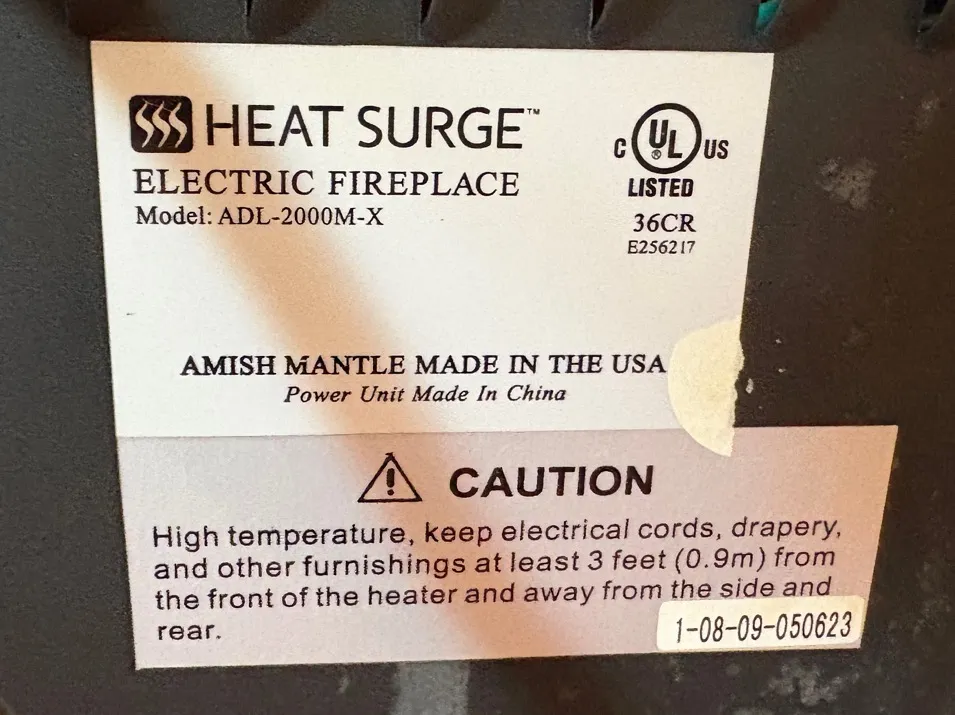 HEAT SURGE™
ELECTRIC FIREPLACE
Model: ADL-2000M-X
C UL® US
LISTED
36CR
E256217
AMISH MANTLE MADE IN THE USA
Power Unit Made In China
CAUTION
High temperature, keep electrical cords, drapery,
and other furnishings at least 3 feet (0.9m) from
the front of the heater and away from the side and
rear.
1-08-09-050623